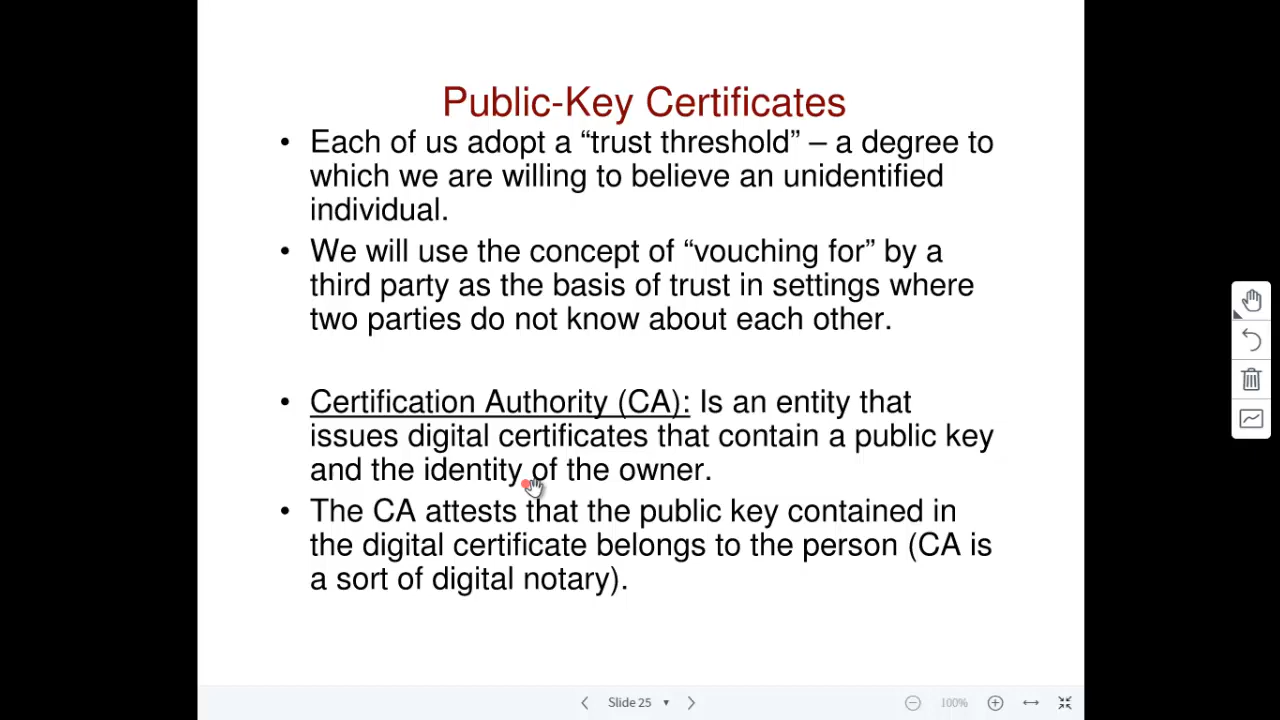 Public-Key Certificates
• Each of us adopt a “trust threshold” – a degree to
which we are willing to believe an unidentified
individual.
• We will use the concept of “vouching for” by a
third party as the basis of trust in settings where
two parties do not know about each other.
• Certification Authority (CA): Is an entity that
issues digital certificates that contain a public key
and the identity of the owner.
• The CA attests that the public key contained in
the digital certificate belongs to the person (CA is
a sort of digital notary).
Slide 25
100%